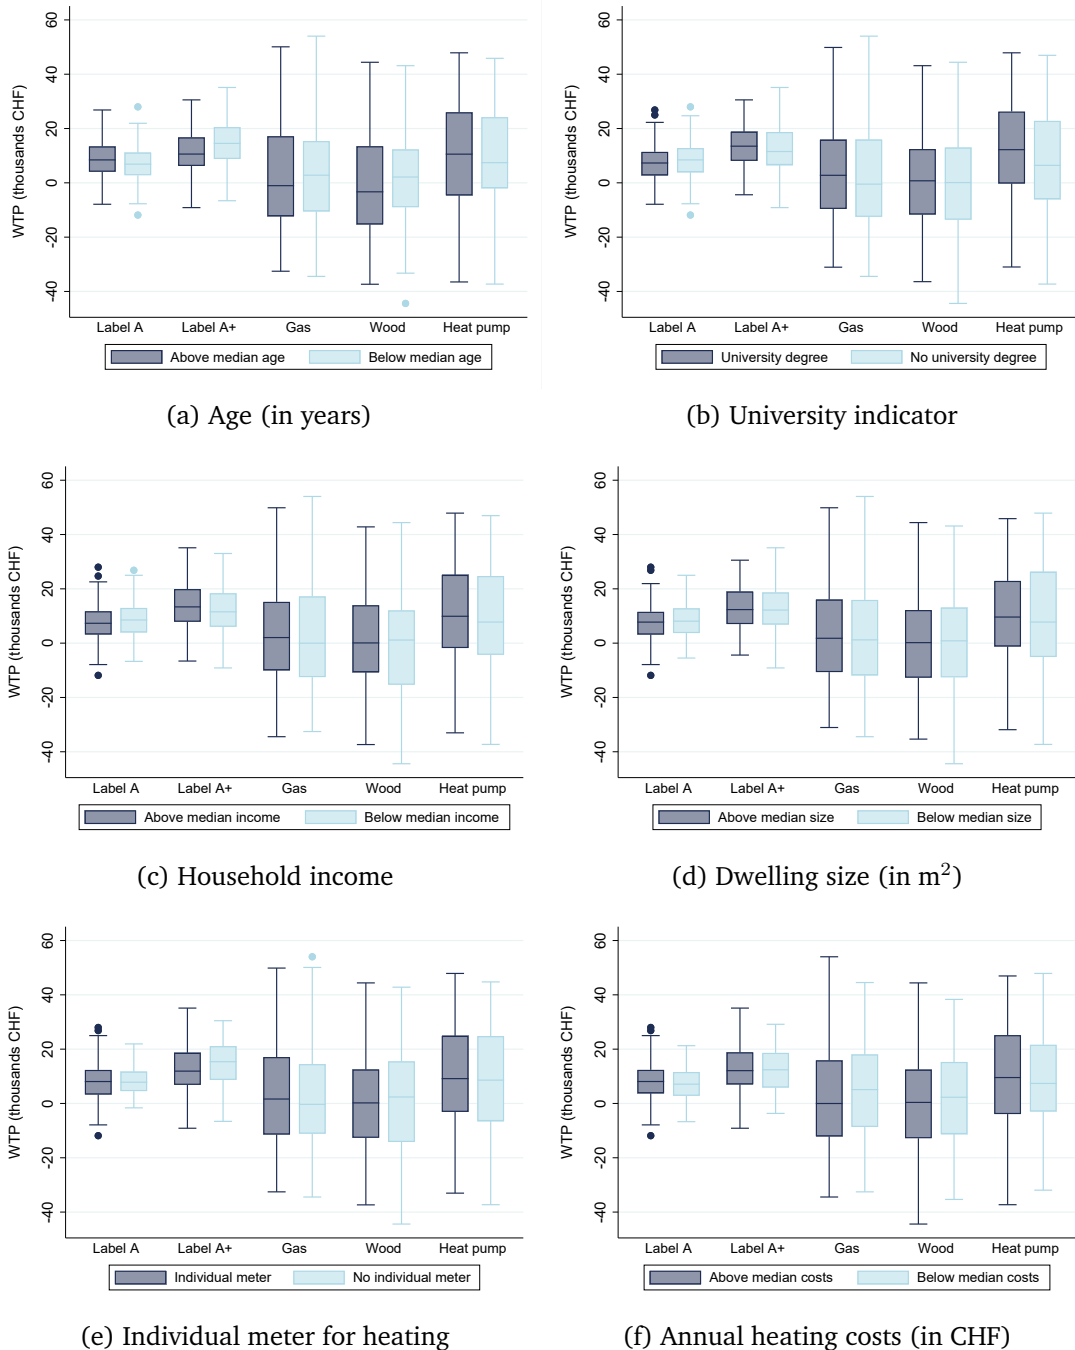 WTP (thousands CHF)
60
40
20
0
-20
-40
Label A Label A+ Gas Wood Heat pump
Above median age Below median age
(a) Age (in years)
WTP (thousands CHF)
60
40
20
0
-20
-40
Label A Label A+ Gas Wood Heat pump
University degree No university degree
(b) University indicator
WTP (thousands CHF)
60
40
20
0
-20
-40
Label A Label A+ Gas Wood Heat pump
Above median income Below median income
(c) Household income
WTP (thousands CHF)
60
40
20
0
-20
-40
Label A Label A+ Gas Wood Heat pump
Above median size Below median size
(d) Dwelling size (in m²)
WTP (thousands CHF)
60
40
20
0
-20
-40
Label A Label A+ Gas Wood Heat pump
Individual meter No individual meter
(e) Individual meter for heating
WTP (thousands CHF)
60
40
20
0
-20
-40
Label A Label A+ Gas Wood Heat pump
Above median costs Below median costs
(f) Annual heating costs (in CHF)